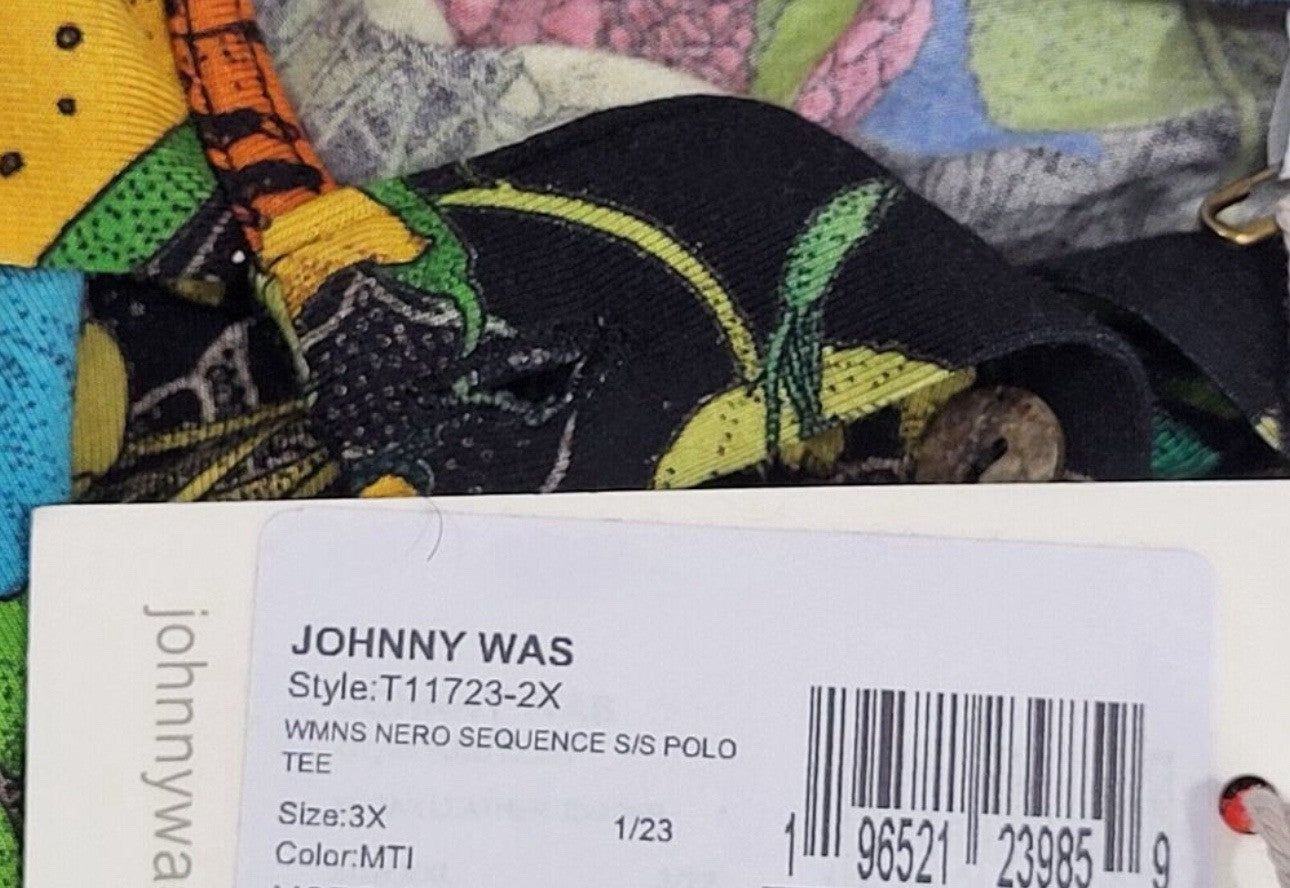 johnnywa
JOHNNY WAS
Style:T11723-2X
WMNS NERO SEQUENCE S/S POLO
TEE
Size:3X
1/23
Color:MTI
1 96521 23985 9